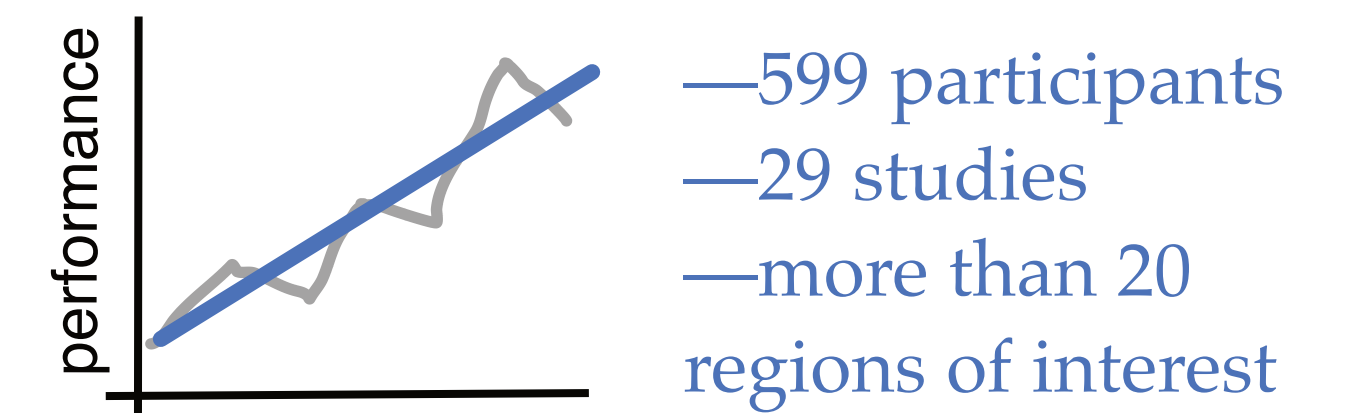 performance
—599 participants
—29 studies
—more than 20
regions of interest